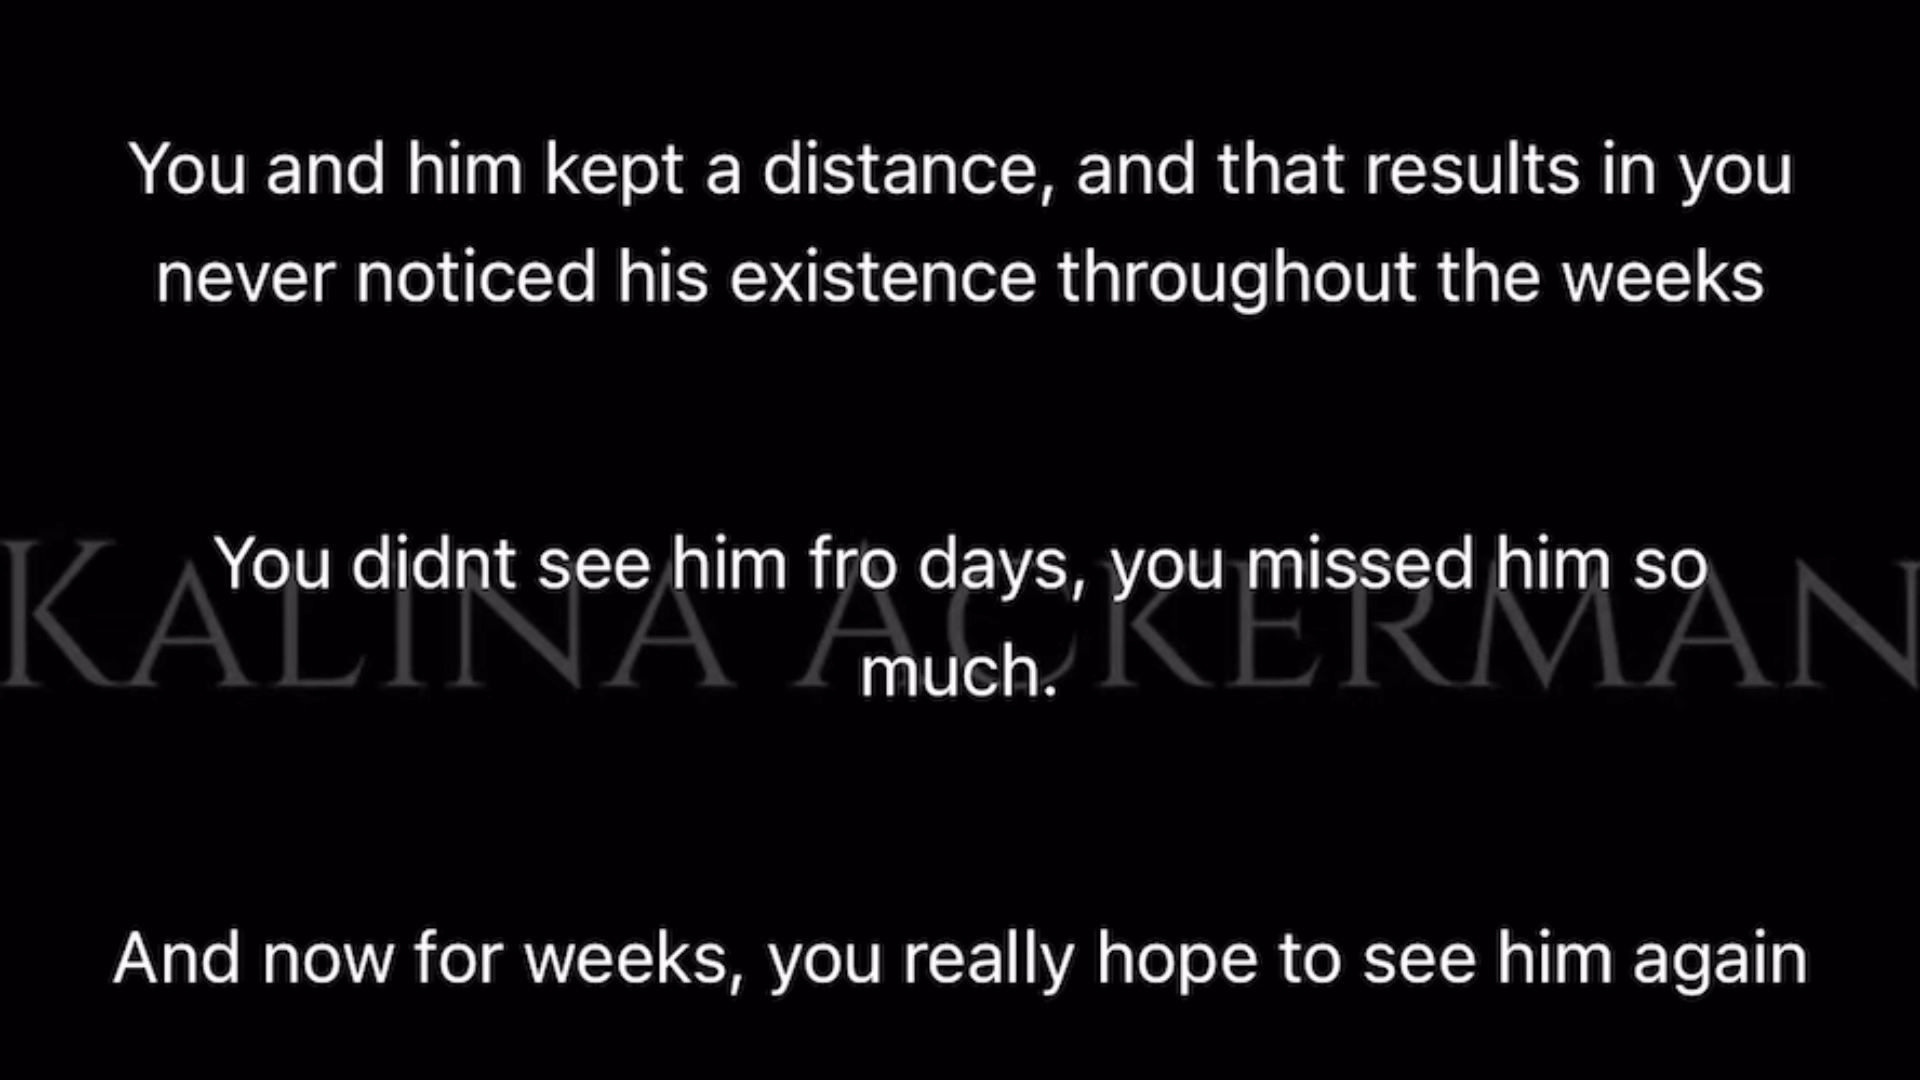 You and him kept a distance, and that results in you
never noticed his existence throughout the weeks
You didnt see him fro days, you missed him so
KALINA ACKERMAN
much.
And now for weeks, you really hope to see him again